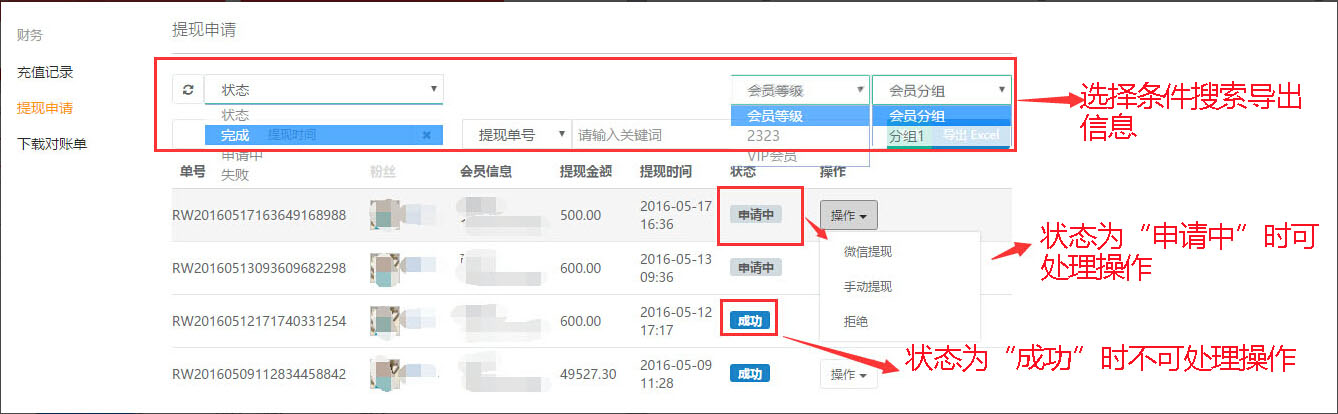 财务
充值记录
提现申请
下载对账单
提现申请
状态
状态
完成
提现时间
申请中
失败
提现单号
请输入关键词
会员等级
会员等级
2323
VIP会员
会员分组
会员分组
分组1
导出 Excel
选择条件搜索导出
信息
单号 粉丝 会员信息 提现金额 提现时间 状态 操作
RW20160517163649168988 500.00 2016-05-17
16:36
申请中
操作
微信提现
手动提现
拒绝
RW20160513093609682298 600.00 2016-05-13
09:36
申请中
状态为“申请中”时可
处理操作
RW20160512171740331254 600.00 2016-05-12
17:17
成功
状态为“成功”时不可处理操作
RW20160509112834458842 49527.30 2016-05-09
11:28
成功
操作